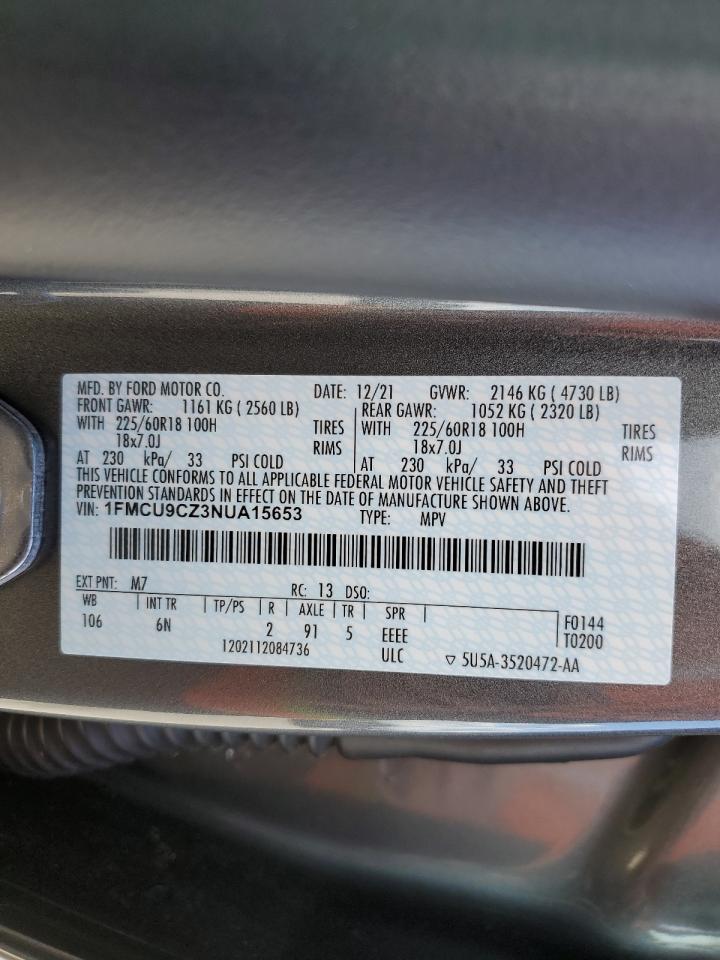 MFD. BY FORD MOTOR CO. DATE: 12/21 GVWR: 2146 KG ( 4730 LB)
FRONT GAWR: 1161 KG ( 2560 LB) REAR GAWR: 1052 KG ( 2320 LB)
WITH 225/60R18 100H TIRES WITH 225/60R18 100H TIRES
18x7.0J RIMS 18x7.0J RIMS
AT 230 kPa/ 33 PSI COLD AT 230 kPa/ 33 PSI COLD
THIS VEHICLE CONFORMS TO ALL APPLICABLE FEDERAL MOTOR VEHICLE SAFETY AND THEFT
PREVENTION STANDARDS IN EFFECT ON THE DATE OF MANUFACTURE SHOWN ABOVE.
VIN: 1FMCU9CZ3NUA15653 TYPE: MPV
EXT PNT: M7 RC: 13 DSO:
WB INT TR TP/PS R AXLE TR SPR F0144
106 6N 2 91 5 EEEE T0200
1202112084736 ULC ▽ 5U5A-3520472-AA